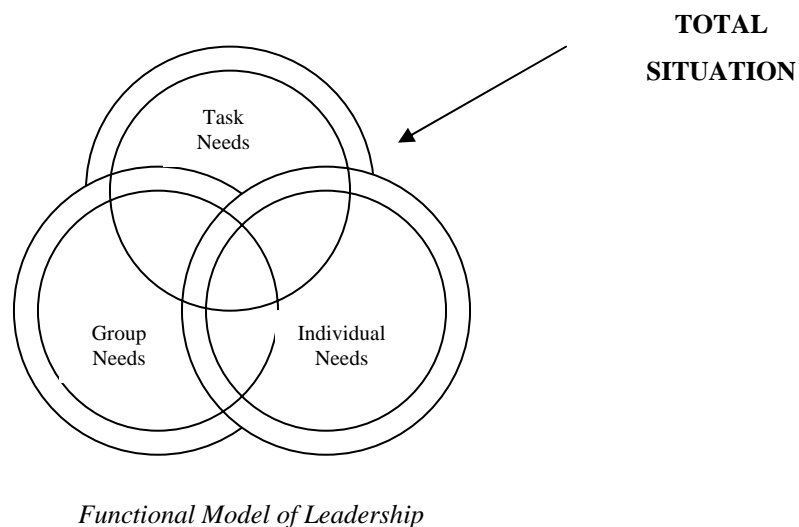 TOTAL
SITUATION
Task
Needs
Group
Needs
Individual
Needs
Functional Model of Leadership